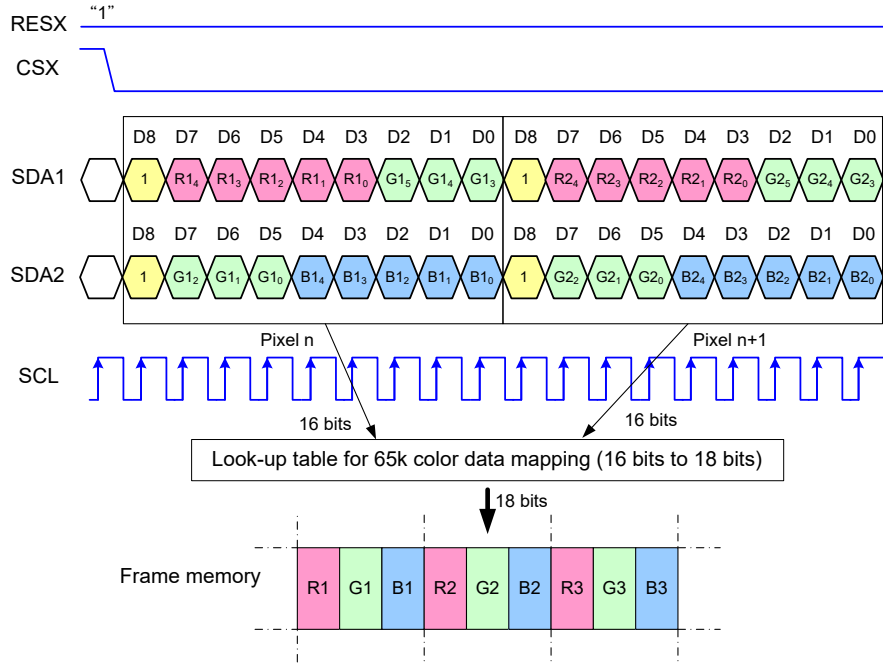 RESX “1”
CSX
D8 D7 D6 D5 D4 D3 D2 D1 D0 D8 D7 D6 D5 D4 D3 D2 D1 D0
SDA1 1 R1₄ R1₃ R1₂ R1₁ R1₀ G1₅ G1₄ G1₃ 1 R2₄ R2₃ R2₂ R2₁ R2₀ G2₅ G2₄ G2₃
D8 D7 D6 D5 D4 D3 D2 D1 D0 D8 D7 D6 D5 D4 D3 D2 D1 D0
SDA2 1 G1₂ G1₁ G1₀ B1₄ B1₃ B1₂ B1₁ B1₀ 1 G2₂ G2₁ G2₀ B2₄ B2₃ B2₂ B2₁ B2₀
Pixel n Pixel n+1
SCL
16 bits 16 bits
Look-up table for 65k color data mapping (16 bits to 18 bits)
18 bits
Frame memory R1 G1 B1 R2 G2 B2 R3 G3 B3